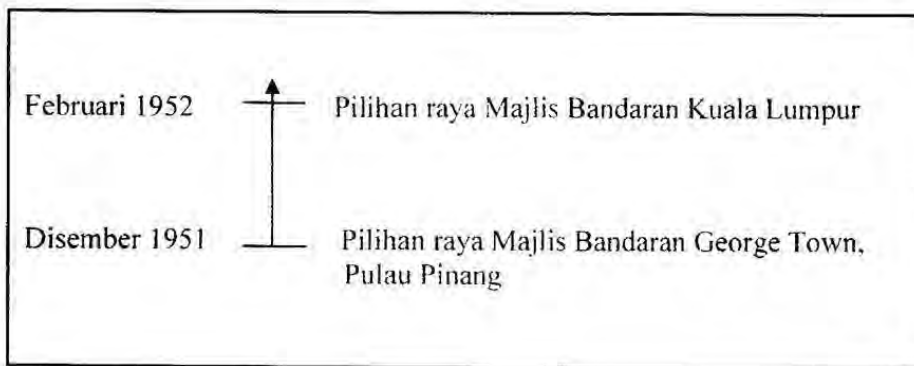 Februari 1952 Pilihan raya Majlis Bandaran Kuala Lumpur
Disember 1951 Pilihan raya Majlis Bandaran George Town,
Pulau Pinang